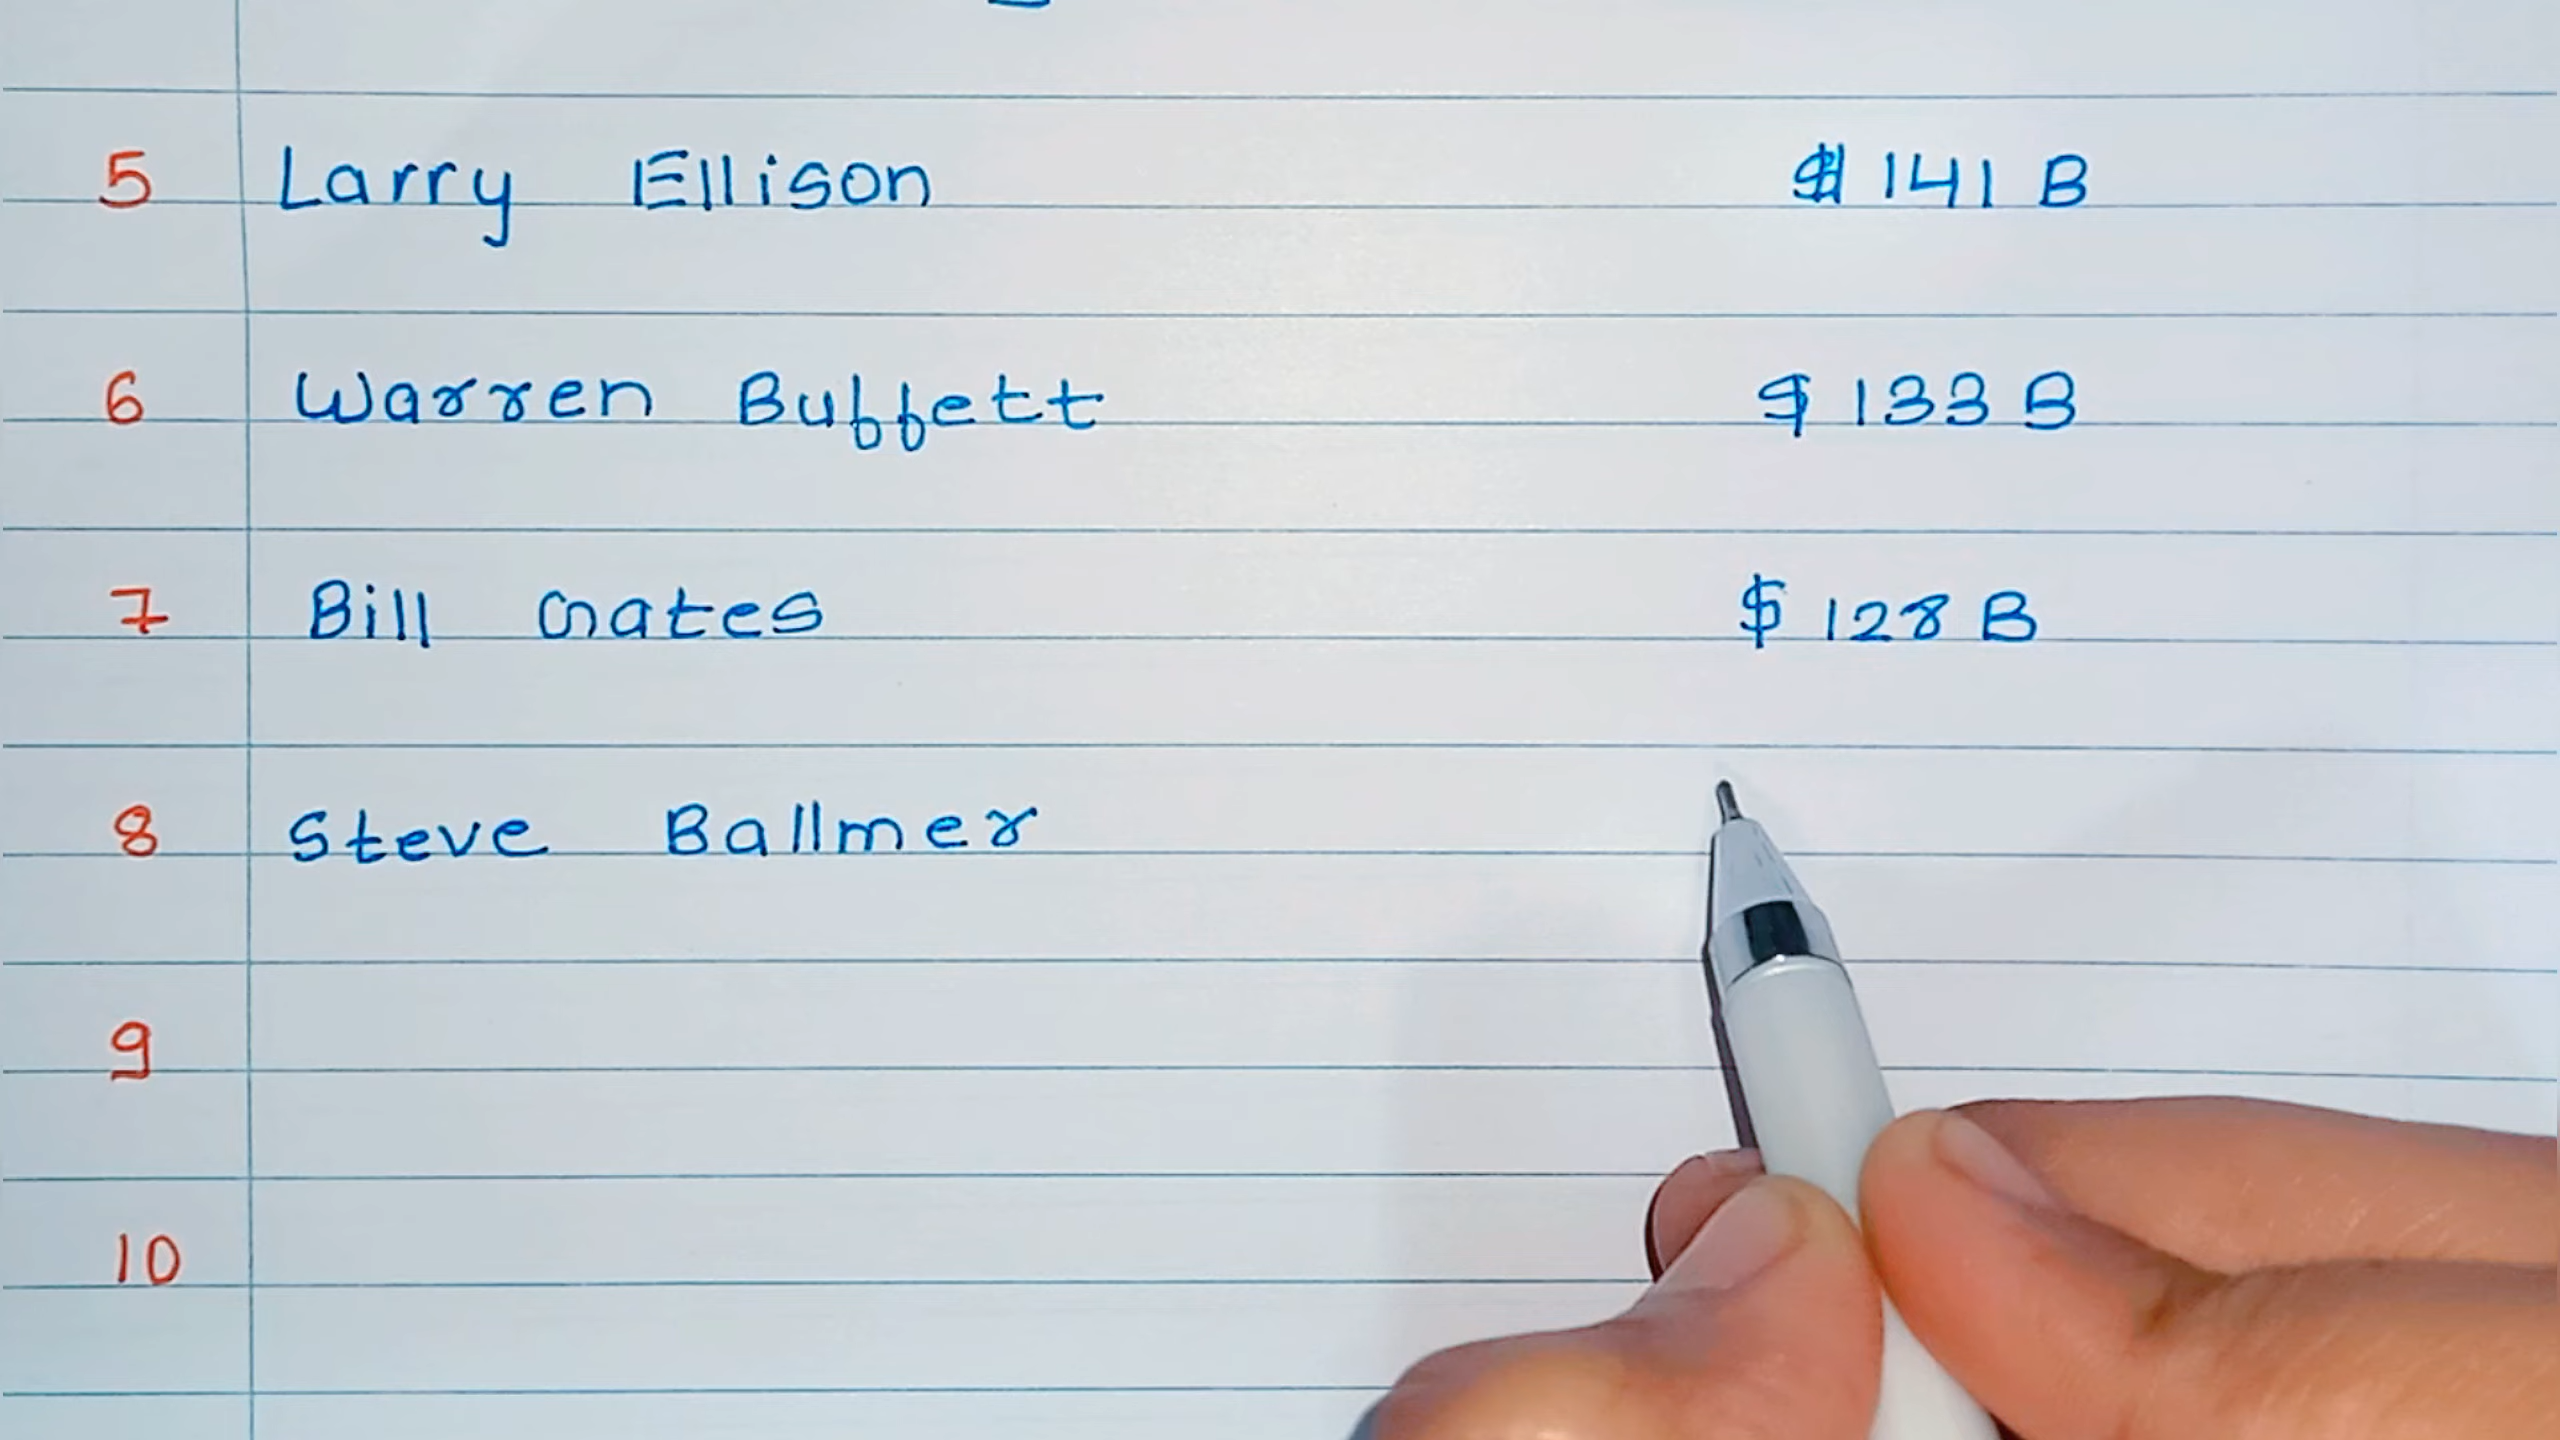 5 Larry Ellison $ 141 B
6 Warren Buffett $ 133 B
7 Bill Gates $ 128 B
8 Steve Ballmer
9
10